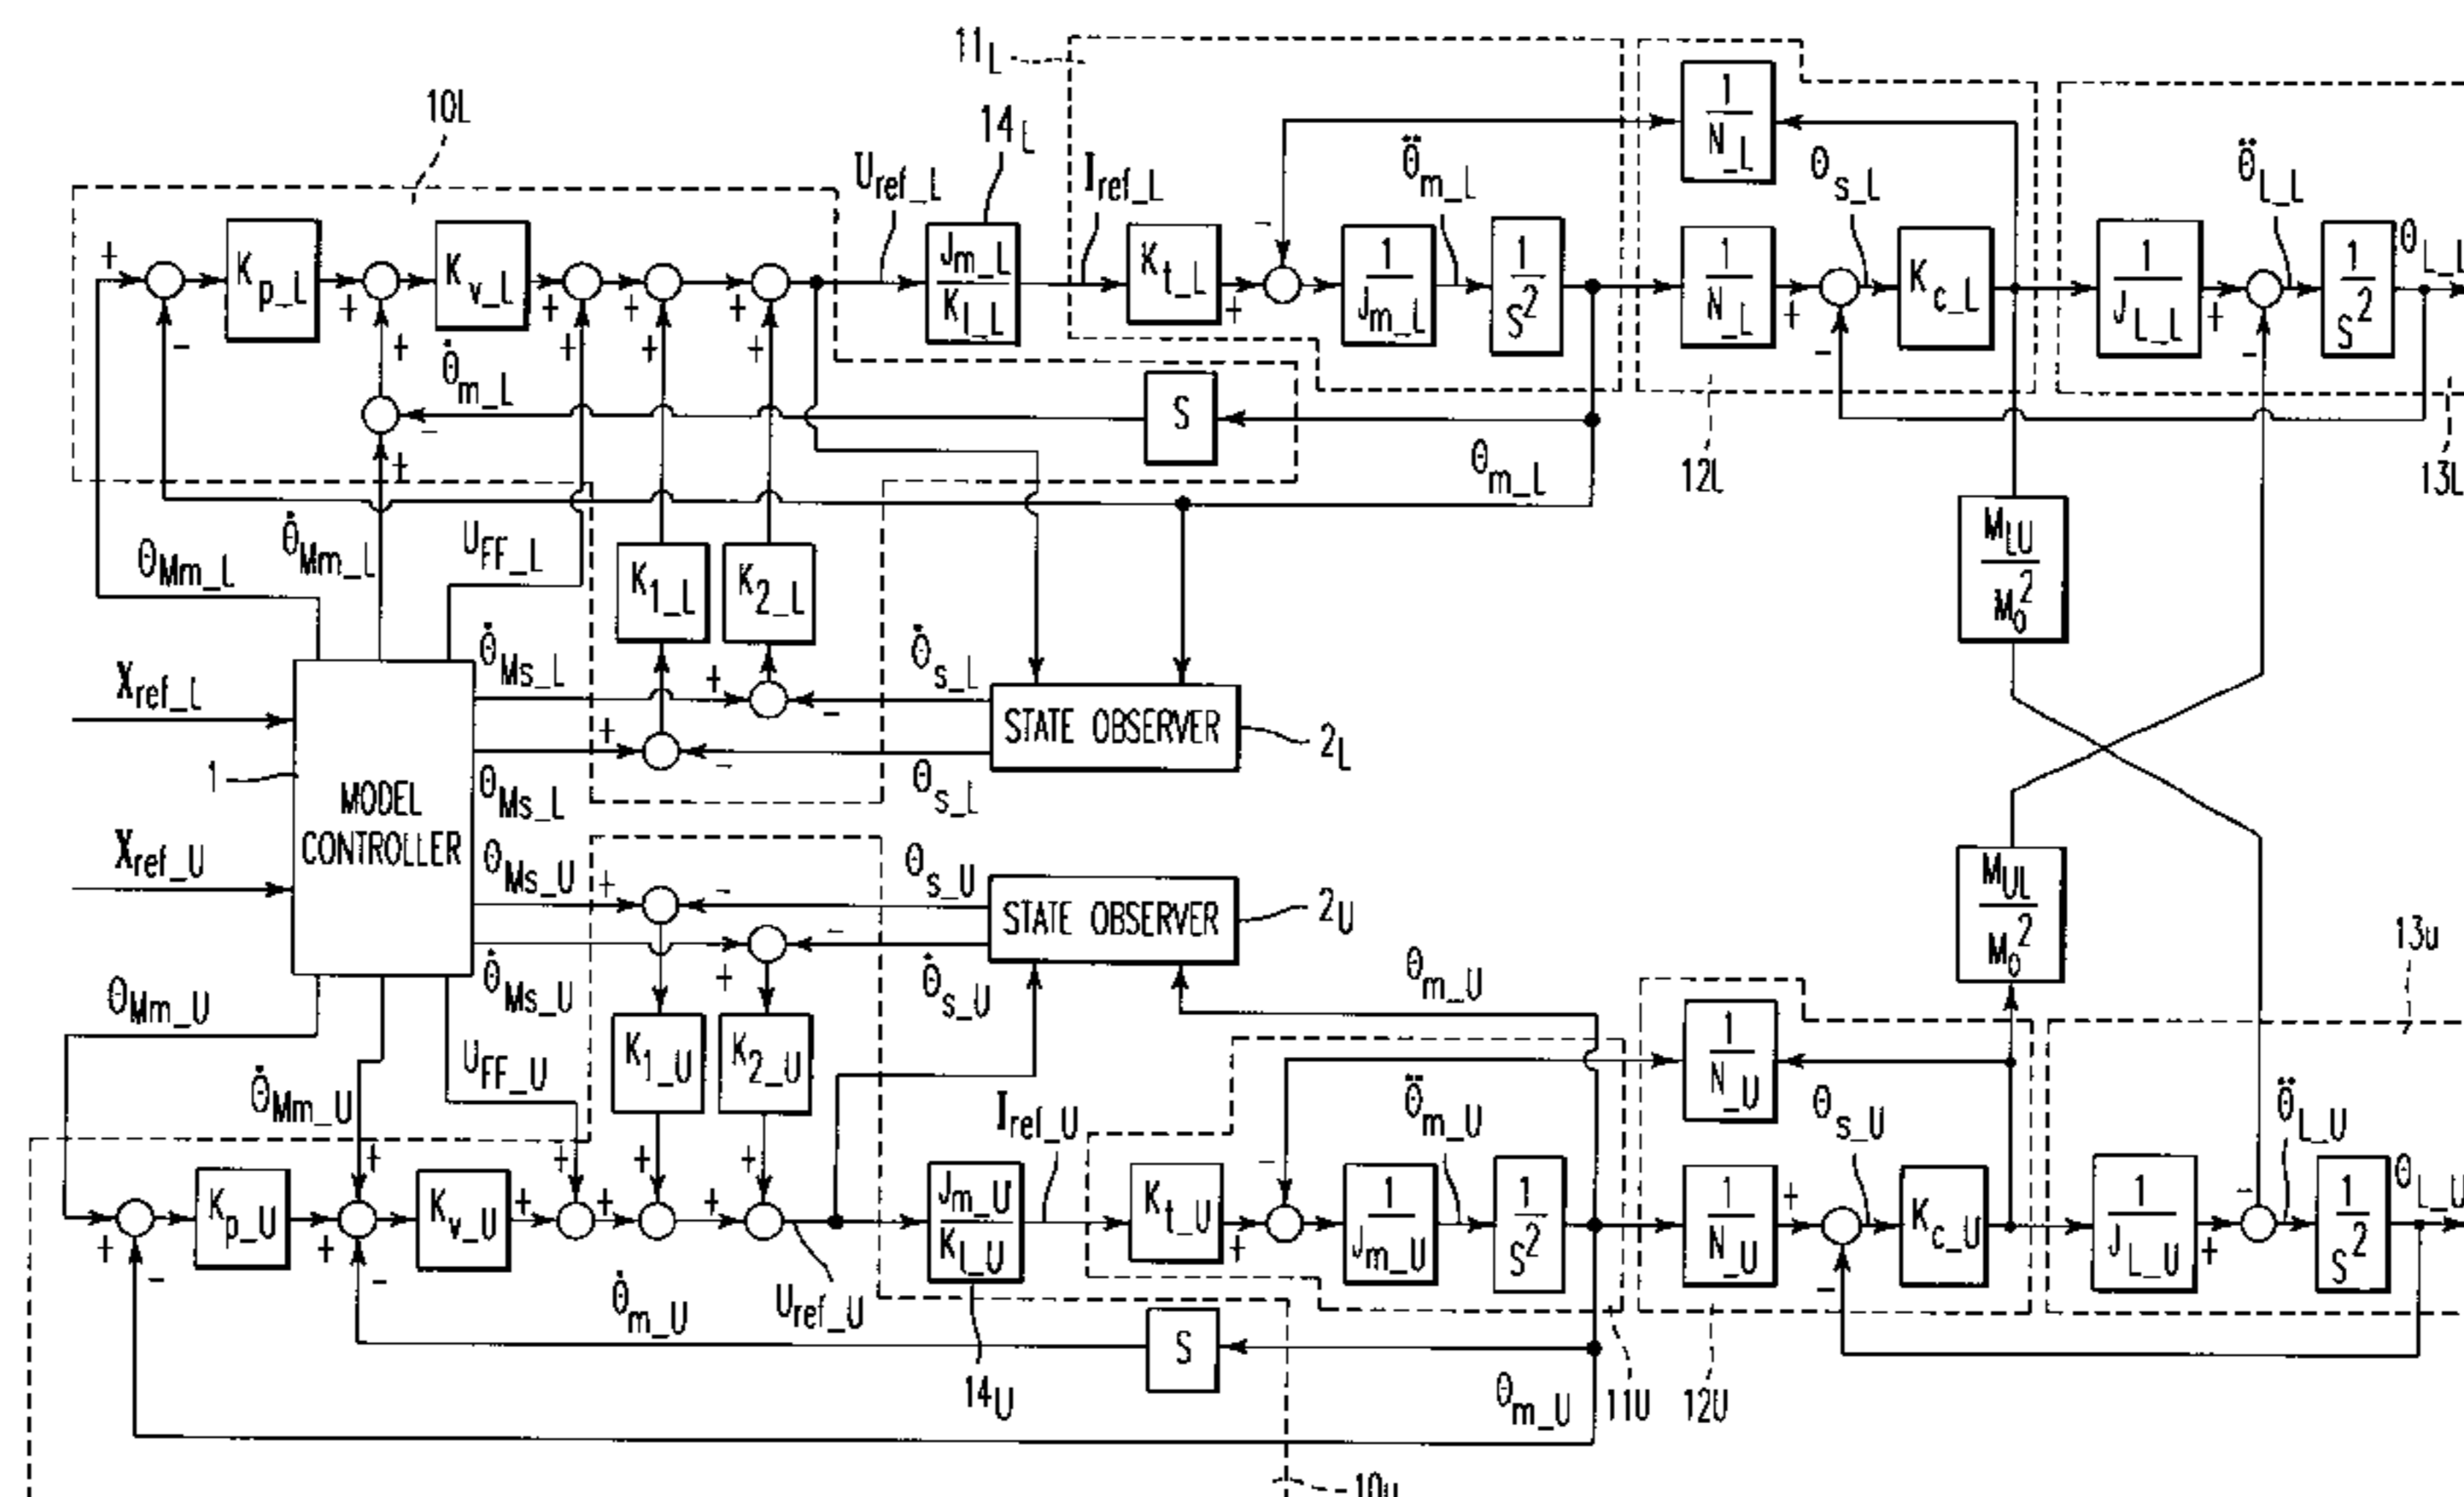 11L
10L
14L
Uref_L
Iref_L
θ̈m_L
1/N_L
θs_L
θ̈L_L
+
Kp_L
+
Kv_L
+
+
+
Jm_L/Kl_L
Kt_L
+
-
1/Jm_L
1/S²
1/N_L
+
Kc_L
1/JL_L
+
1/S²
θL_L
-
+
+
+
+
-
-
θ̇m_L
-
S
+
θm_L
12L
13L
θMm_L
θ̇Mm_L
UFF_L
K1_L
K2_L
MLU/Mo²
Xref_L
θ̇Ms_L
+
-
θ̇s_L
STATE OBSERVER
2L
1
+
-
θMs_L
θs_L
MODEL CONTROLLER
Xref_U
θMs_U
+
-
θs_U
STATE OBSERVER
2U
MUL/Mo²
-
+
θ̇Ms_U
θ̇s_U
θm_U
13u
θMm_U
θ̇Mm_U
UFF_U
K1_U
K2_U
1/N_U
Iref_U
θ̈m_U
θs_U
θ̈L_U
+
+
+
+
-
-
Kp_U
+
Kv_U
+
+
+
Jm_U/Kl_U
Kt_U
+
1/Jm_U
1/S²
1/N_U
+
Kc_U
1/JL_U
+
1/S²
θL_U
+
-
-
-
θ̇m_U
Uref_U
S
14U
θm_U
11U
12U
10u